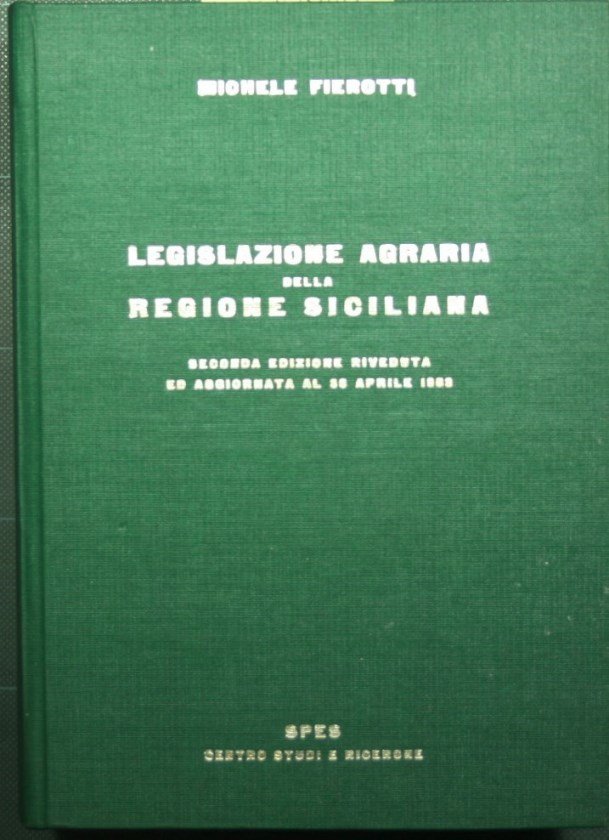 MICHELE FIEROTTI
LEGISLAZIONE AGRARIA
DELLA
REGIONE SICILIANA
SECONDA EDIZIONE RIVEDUTA
ED AGGIORNATA AL APRILE
SPES
CENTRO STUDI E RICERCHE